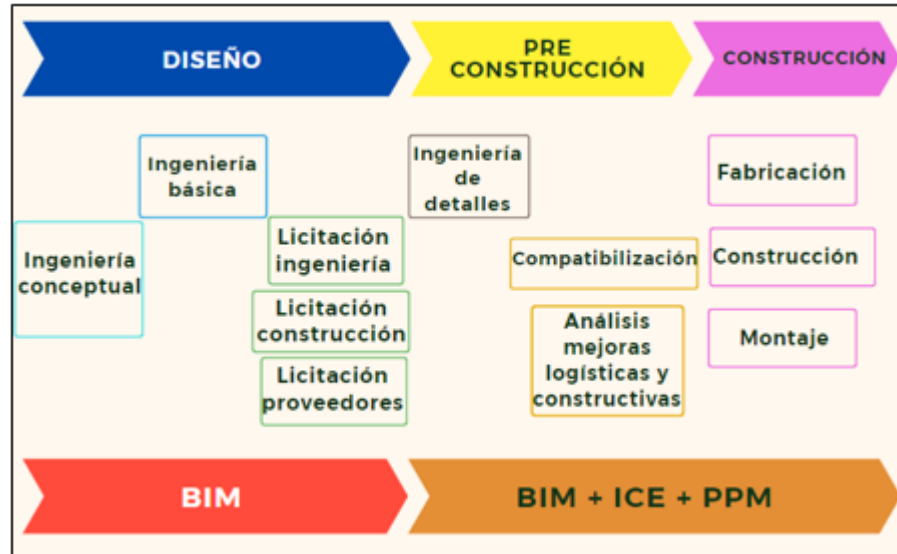 DISEÑO
PRE
CONSTRUCCIÓN
CONSTRUCCIÓN
Ingeniería
conceptual
Ingeniería
básica
Licitación
ingeniería
Licitación
construcción
Licitación
proveedores
Ingeniería
de
detalles
Compatibilización
Análisis
mejoras
logísticas y
constructivas
Fabricación
Construcción
Montaje
BIM
BIM + ICE + PPM